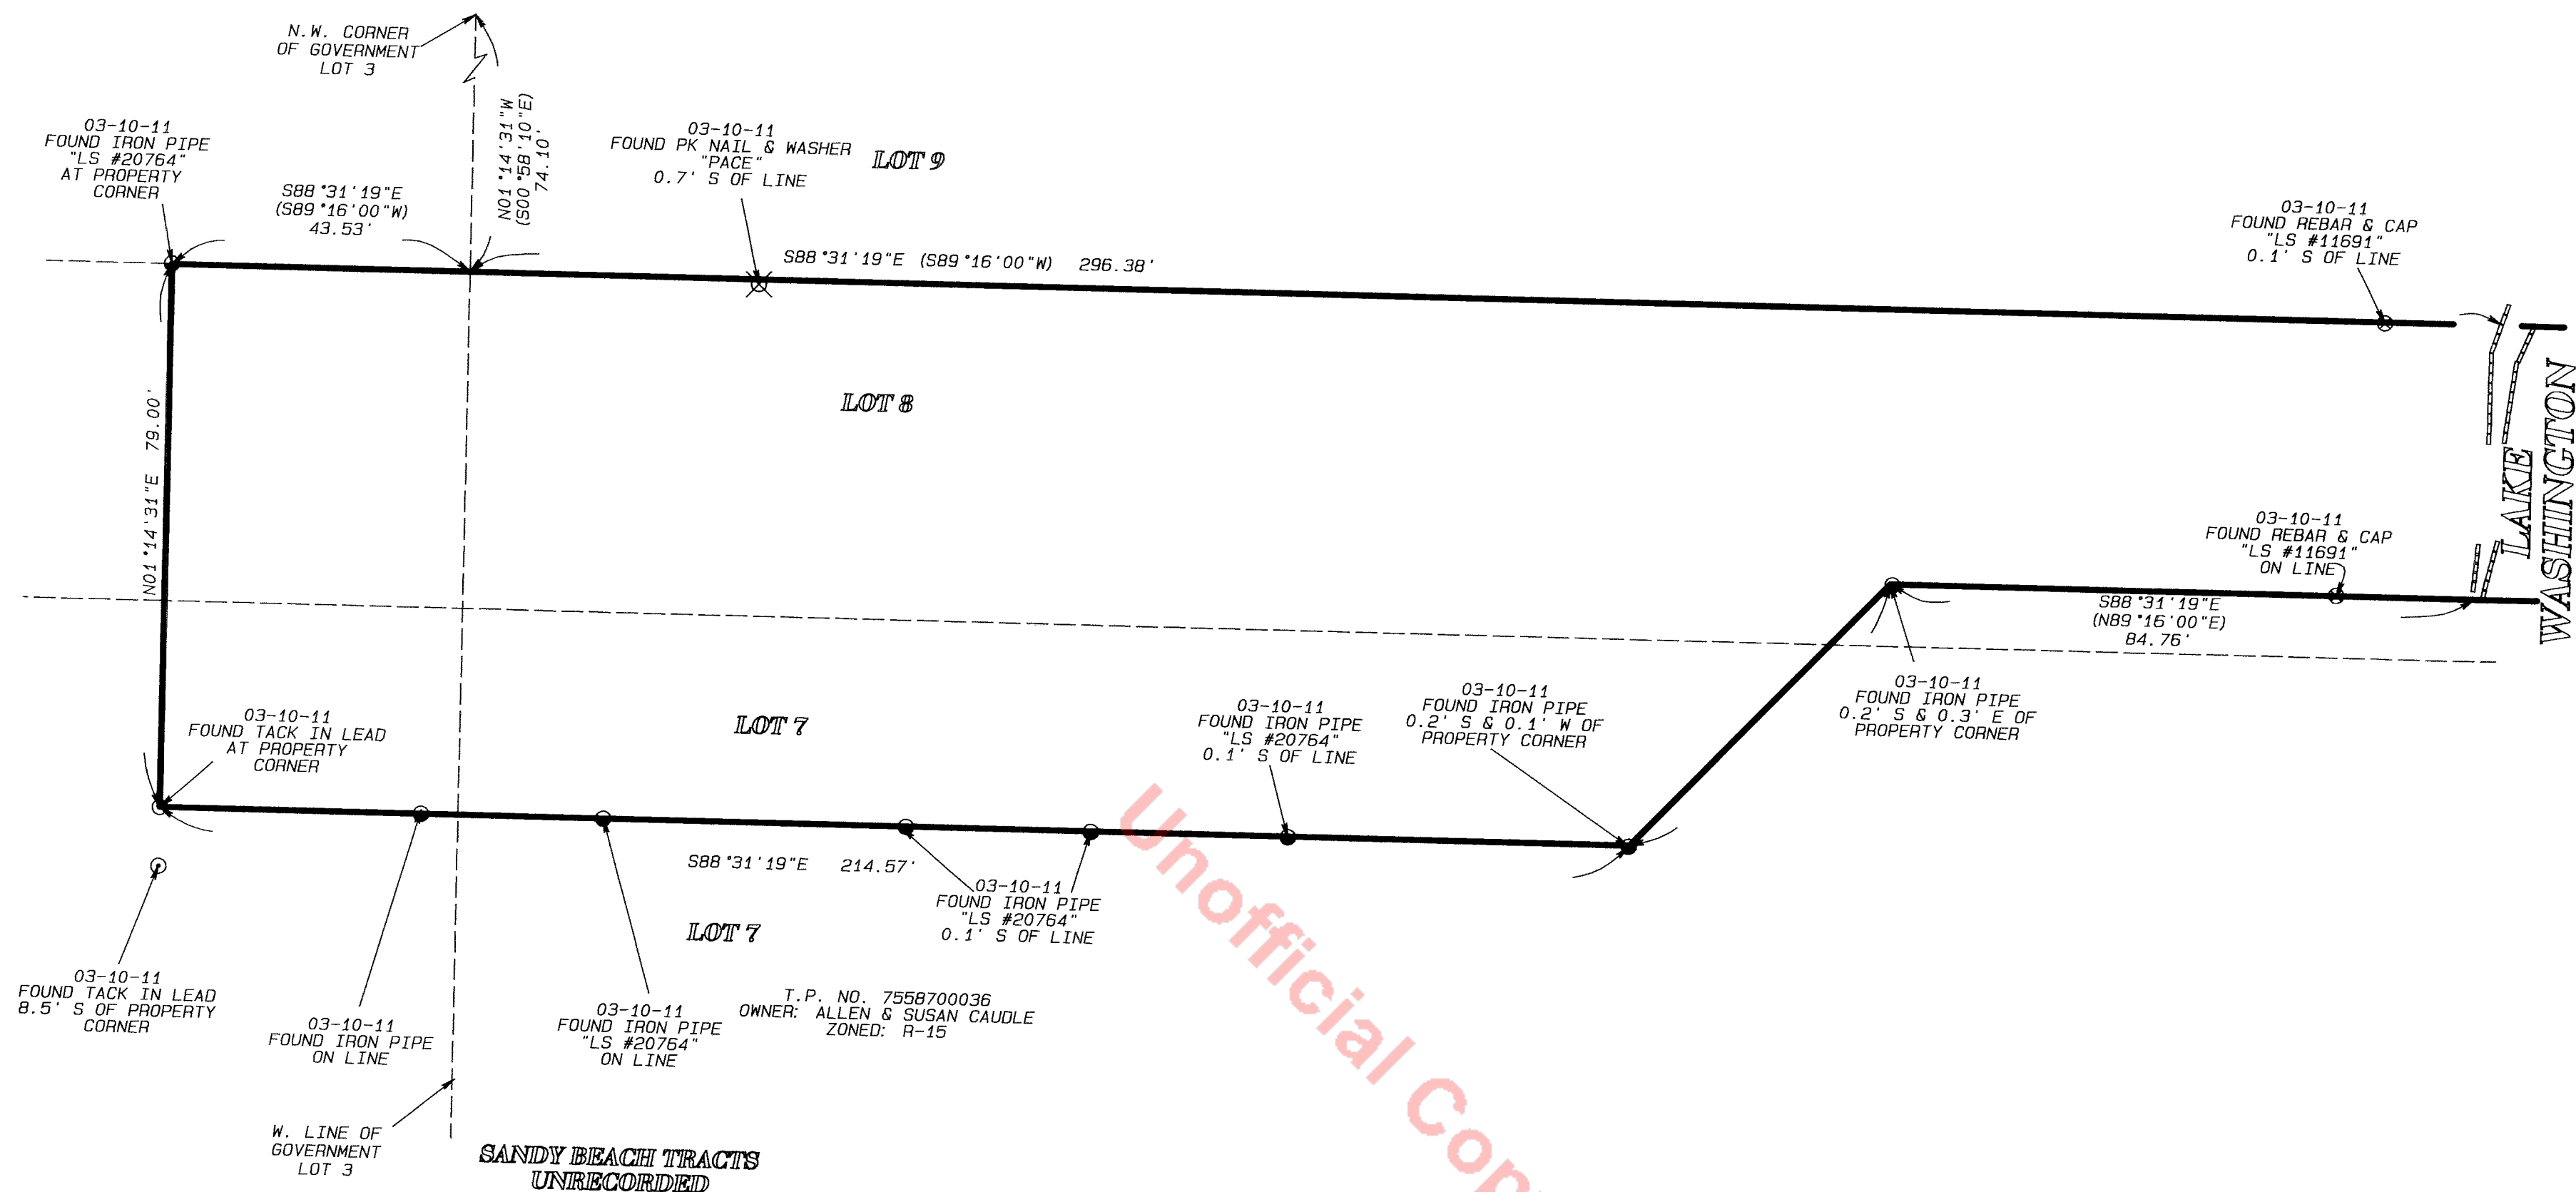 N.W. CORNER
OF GOVERNMENT
LOT 3
N01°14'31"W
(S00°58'10"E)
74.10'
03-10-11
FOUND IRON PIPE
"LS #20764"
AT PROPERTY
CORNER
S88°31'19"E
(S89°16'00"W)
43.53'
03-10-11
FOUND PK NAIL & WASHER
"PACE"
0.7' S OF LINE
LOT 9
S88°31'19"E (S89°16'00"W) 296.38'
03-10-11
FOUND REBAR & CAP
"LS #11691"
0.1' S OF LINE
LOT 8
N01°14'31"E 79.00'
LAKE
WASHINGTON
03-10-11
FOUND REBAR & CAP
"LS #11691"
ON LINE
S88°31'19"E
(N89°16'00"E)
84.76'
03-10-11
FOUND TACK IN LEAD
AT PROPERTY
CORNER
LOT 7
03-10-11
FOUND IRON PIPE
"LS #20764"
0.1' S OF LINE
03-10-11
FOUND IRON PIPE
0.2' S & 0.1' W OF
PROPERTY CORNER
03-10-11
FOUND IRON PIPE
0.2' S & 0.3' E OF
PROPERTY CORNER
S88°31'19"E 214.57'
03-10-11
FOUND IRON PIPE
"LS #20764"
0.1' S OF LINE
LOT 7
03-10-11
FOUND TACK IN LEAD
8.5' S OF PROPERTY
CORNER
03-10-11
FOUND IRON PIPE
ON LINE
03-10-11
FOUND IRON PIPE
"LS #20764"
ON LINE
T.P. NO. 7558700036
OWNER: ALLEN & SUSAN CAUDLE
ZONED: R-15
W. LINE OF
GOVERNMENT
LOT 3
SANDY BEACH TRACTS
UNRECORDED
Unofficial Cop